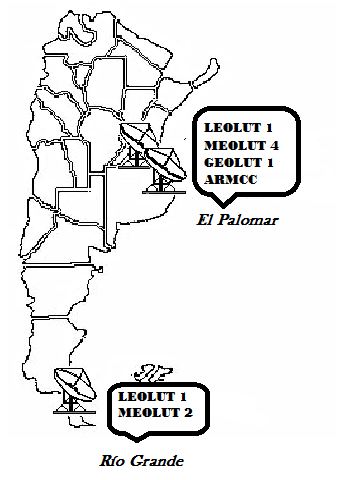 LEOLUT 1
MEOLUT 4
GEOLUT 1
ARMCC
El Palomar
LEOLUT 1
MEOLUT 2
Río Grande